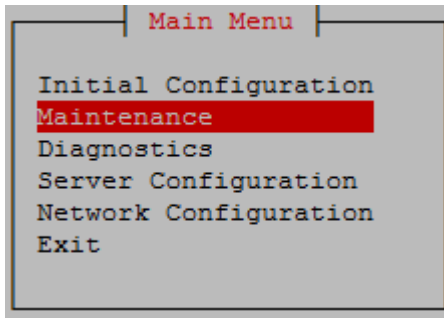 Main Menu
Initial Configuration
Maintenance
Diagnostics
Server Configuration
Network Configuration
Exit